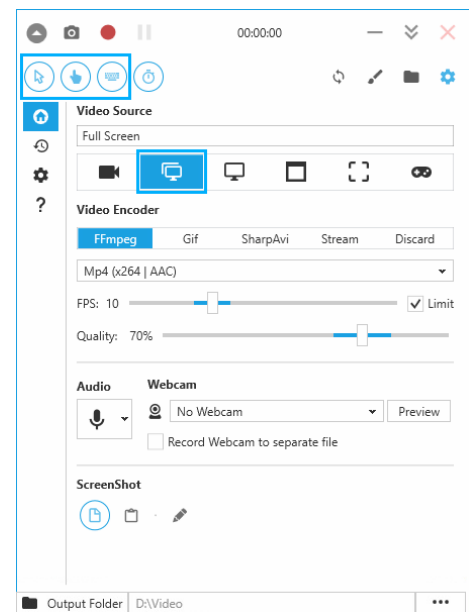 00:00:00
Video Source
Full Screen
?
Video Encoder
FFmpeg Gif SharpAvi Stream Discard
Mp4 (x264 | AAC)
FPS: 10 Limit
Quality: 70%
Audio Webcam
No Webcam Preview
Record Webcam to separate file
ScreenShot
Output Folder D:\Video ...